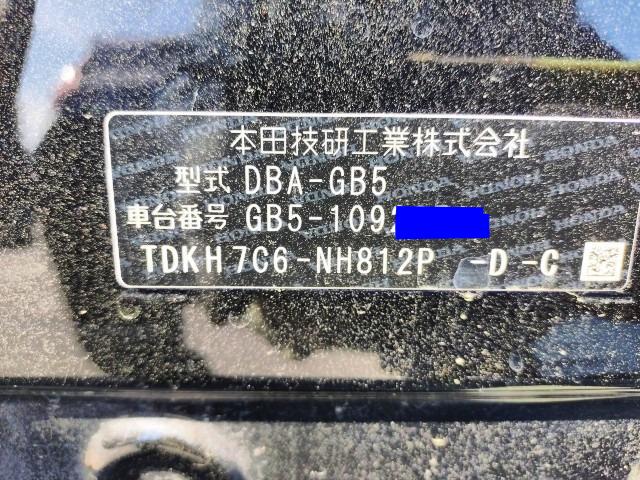 本田技研工業株式会社
型式 DBA-GB5
車台番号 GB5-109
TDKH7C6-NH812P -D-C